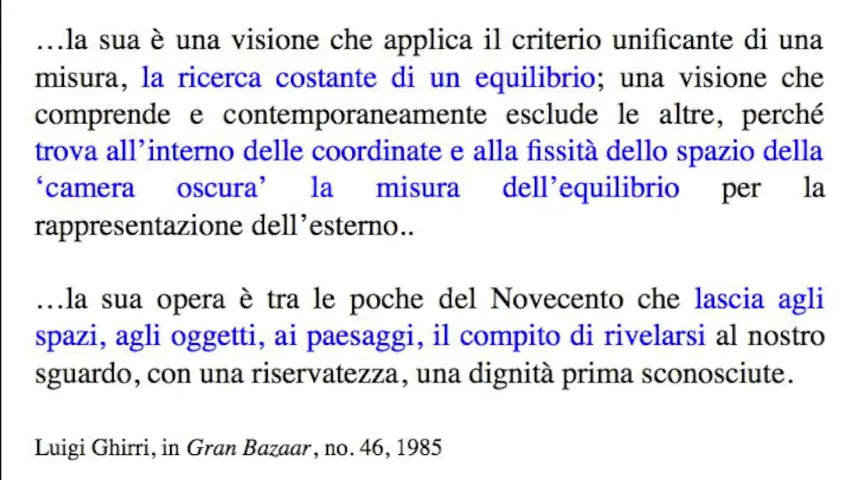 …la sua è una visione che applica il criterio unificante di una
misura, la ricerca costante di un equilibrio; una visione che
comprende e contemporaneamente esclude le altre, perché
trova all’interno delle coordinate e alla fissità dello spazio della
‘camera oscura’ la misura dell’equilibrio per la
rappresentazione dell’esterno..
…la sua opera è tra le poche del Novecento che lascia agli
spazi, agli oggetti, ai paesaggi, il compito di rivelarsi al nostro
sguardo, con una riservatezza, una dignità prima sconosciute.
Luigi Ghirri, in Gran Bazaar, no. 46, 1985